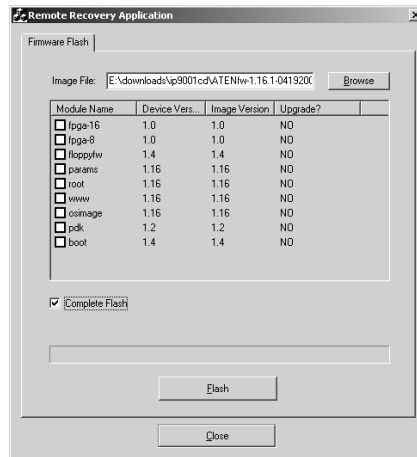 Remote Recovery Application
Firmware Flash
Image File: E:\downloads\ip9001cd\ATENfw-1.16.1-0419200 Browse
Module Name Device Vers... Image Version Upgrade?
fpga-16 1.0 1.0 NO
fpga-8 1.0 1.0 NO
floppyfw 1.4 1.4 NO
params 1.16 1.16 NO
root 1.16 1.16 NO
www 1.16 1.16 NO
osimage 1.16 1.16 NO
pdk 1.2 1.2 NO
boot 1.4 1.4 NO
Complete Flash
Flash
Close